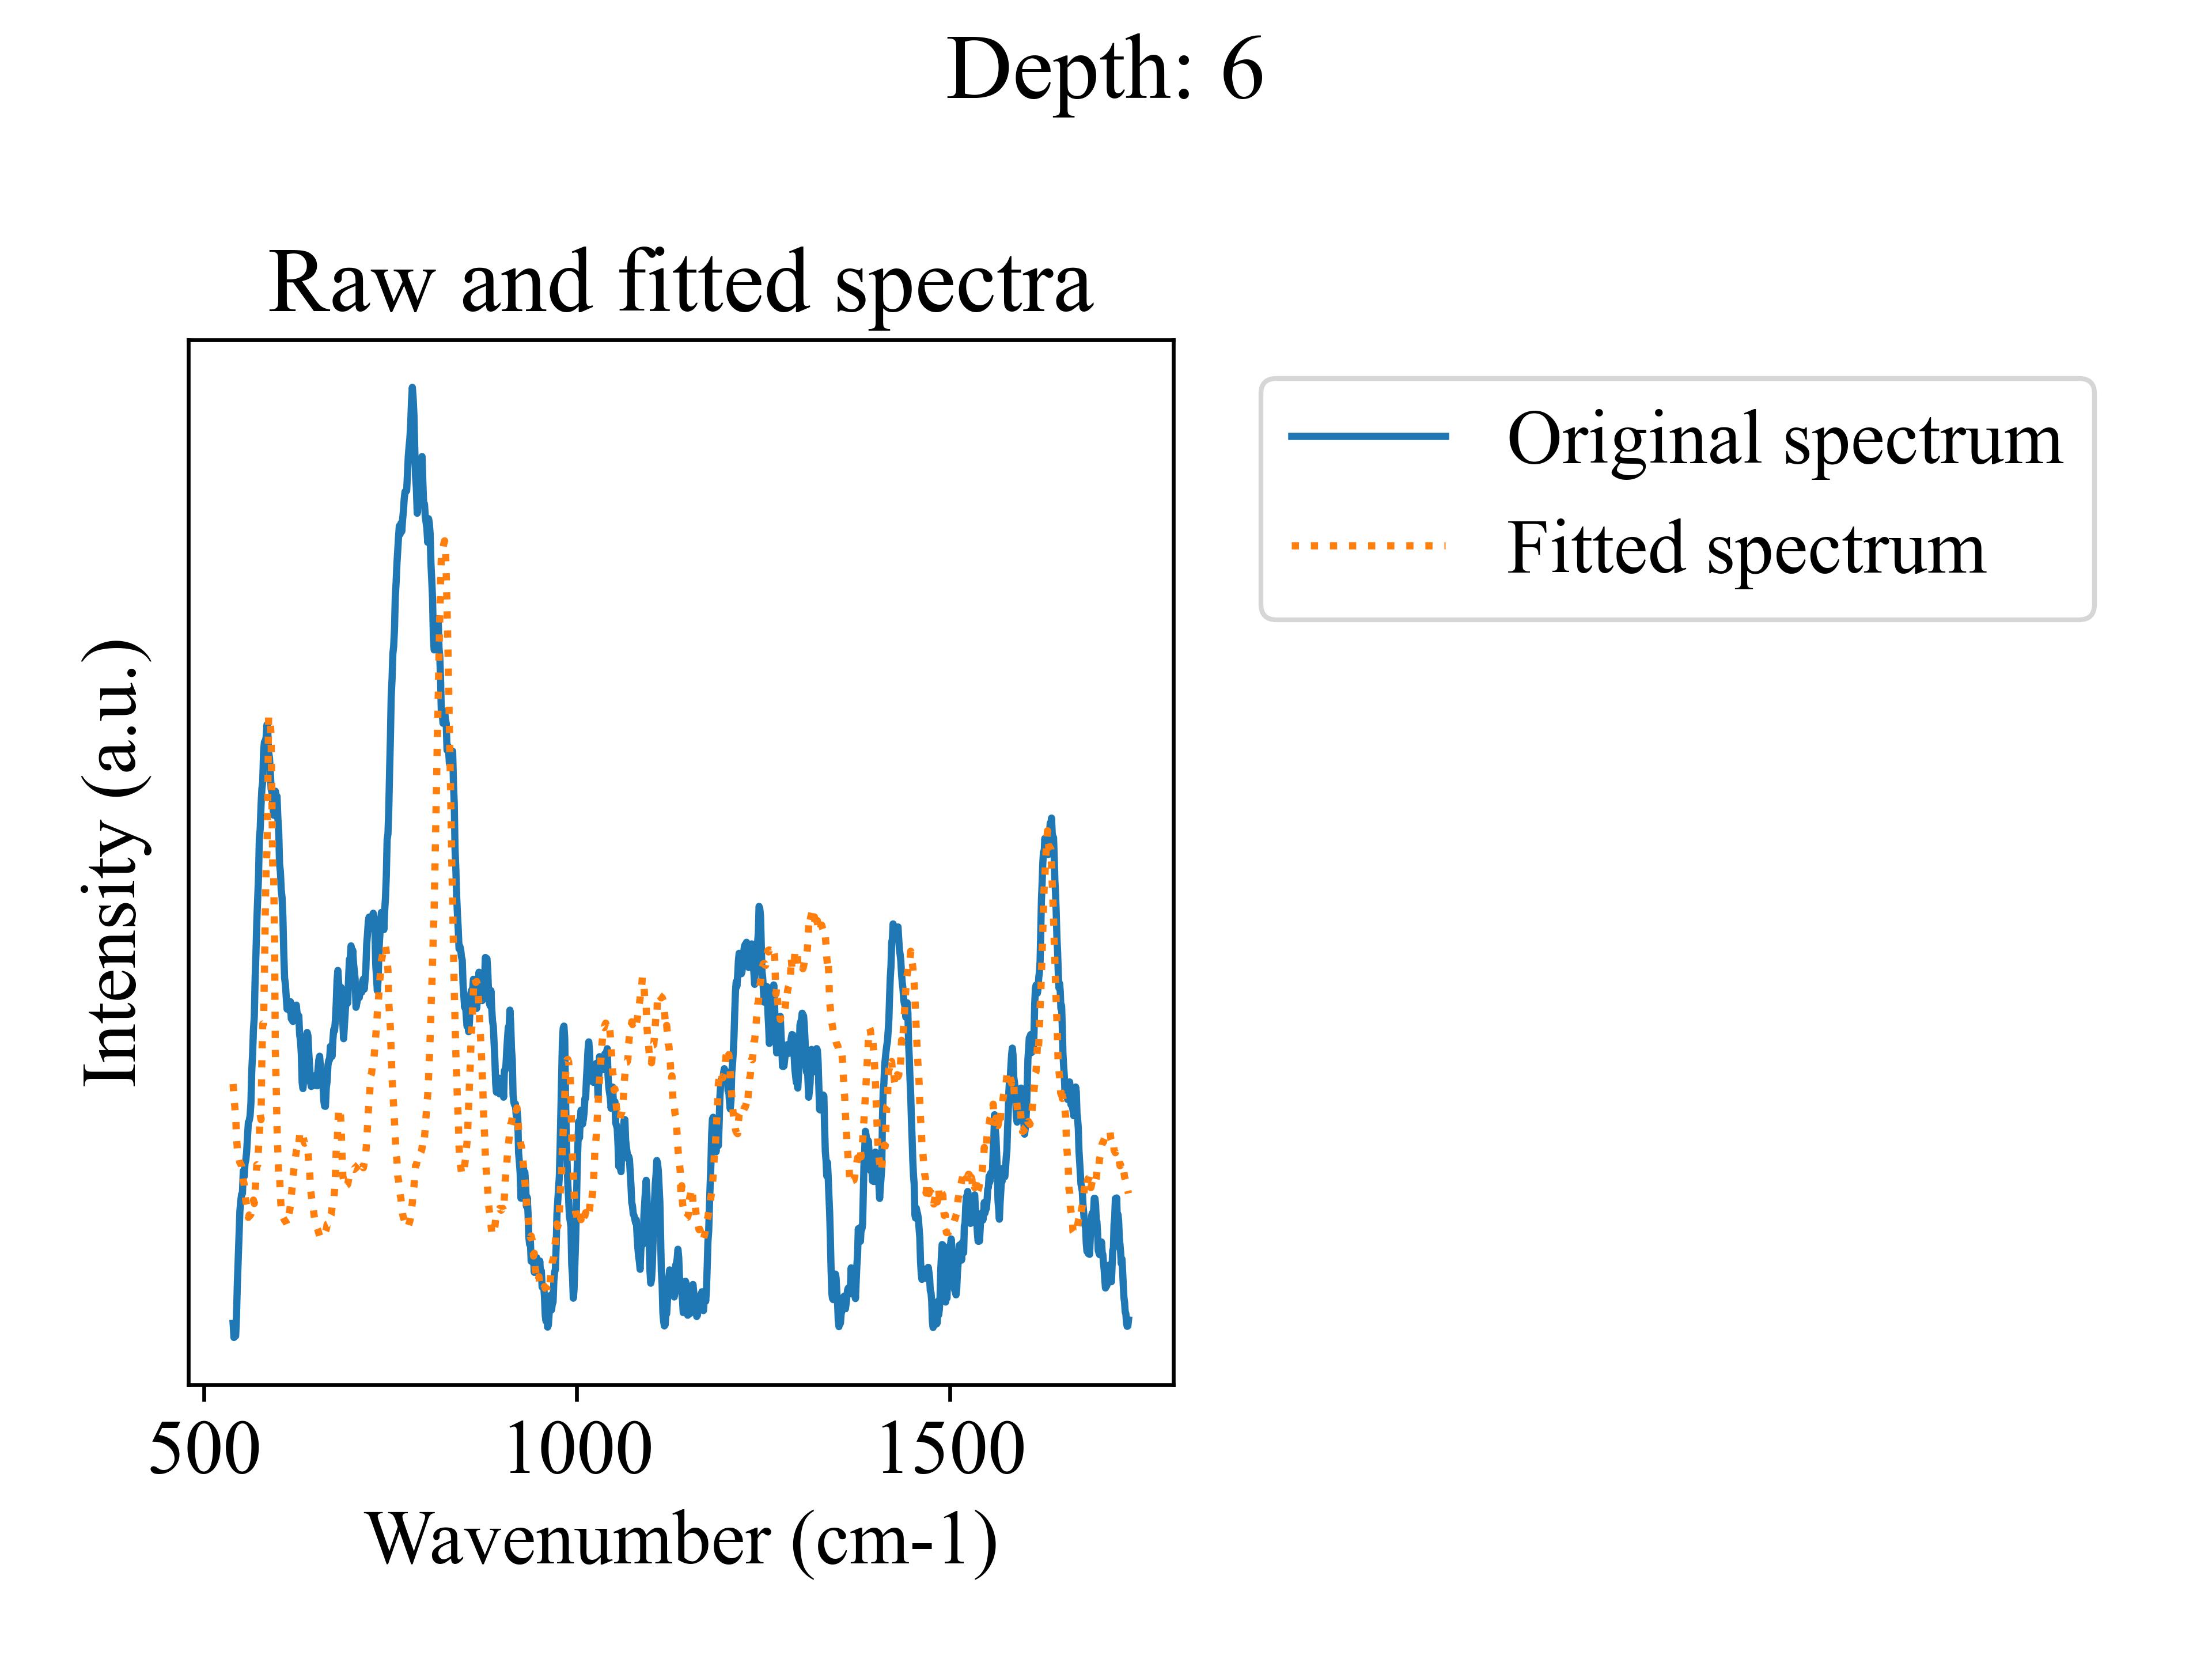 Depth: 6
Raw and fitted spectra
Original spectrum
Fitted spectrum
Intensity (a.u.)
500 1000 1500
Wavenumber (cm-1)